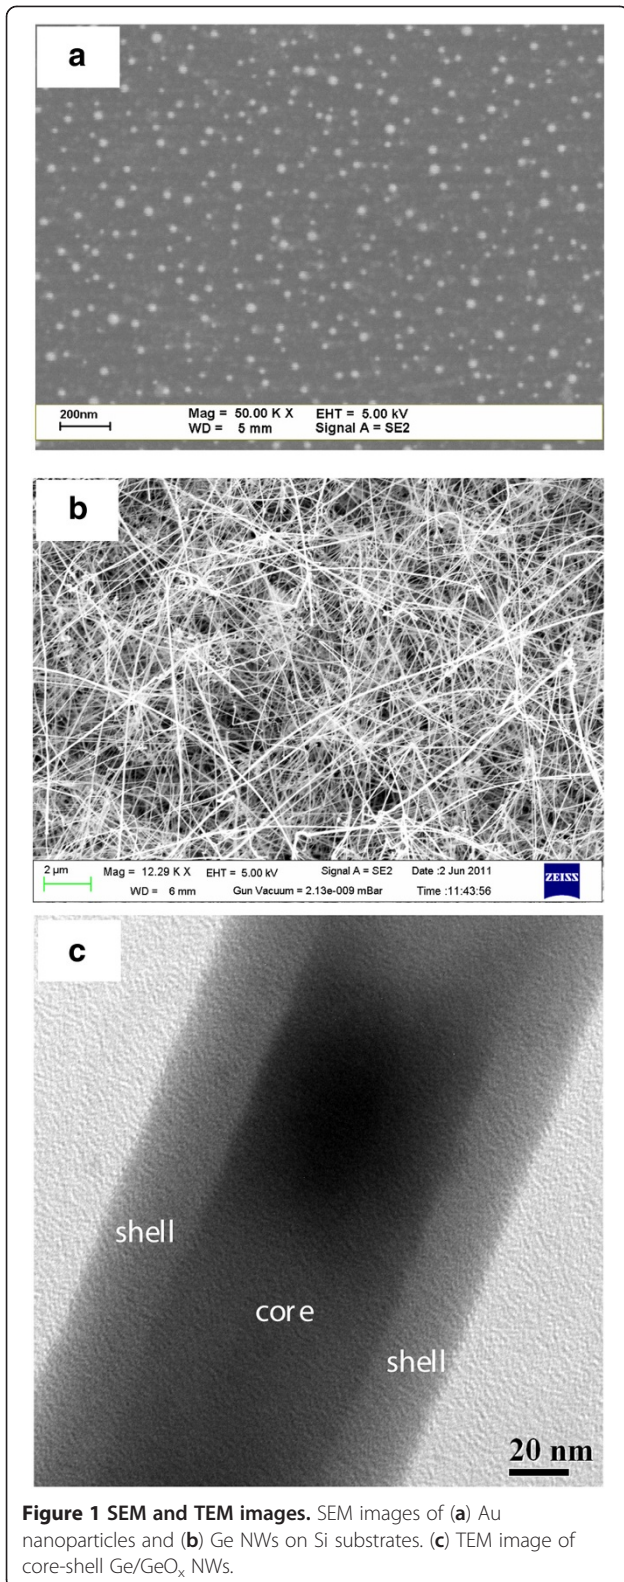 a
200nm
Mag = 50.00 K X EHT = 5.00 kV
WD = 5 mm Signal A = SE2
b
2 µm Mag = 12.29 K X EHT = 5.00 kV Signal A = SE2 Date :2 Jun 2011
WD = 6 mm Gun Vacuum = 2.13e-009 mBar Time :11:43:56
ZEISS
c
shell
core
shell
20 nm
Figure 1 SEM and TEM images. SEM images of (a) Au
nanoparticles and (b) Ge NWs on Si substrates. (c) TEM image of
core-shell Ge/GeOx NWs.